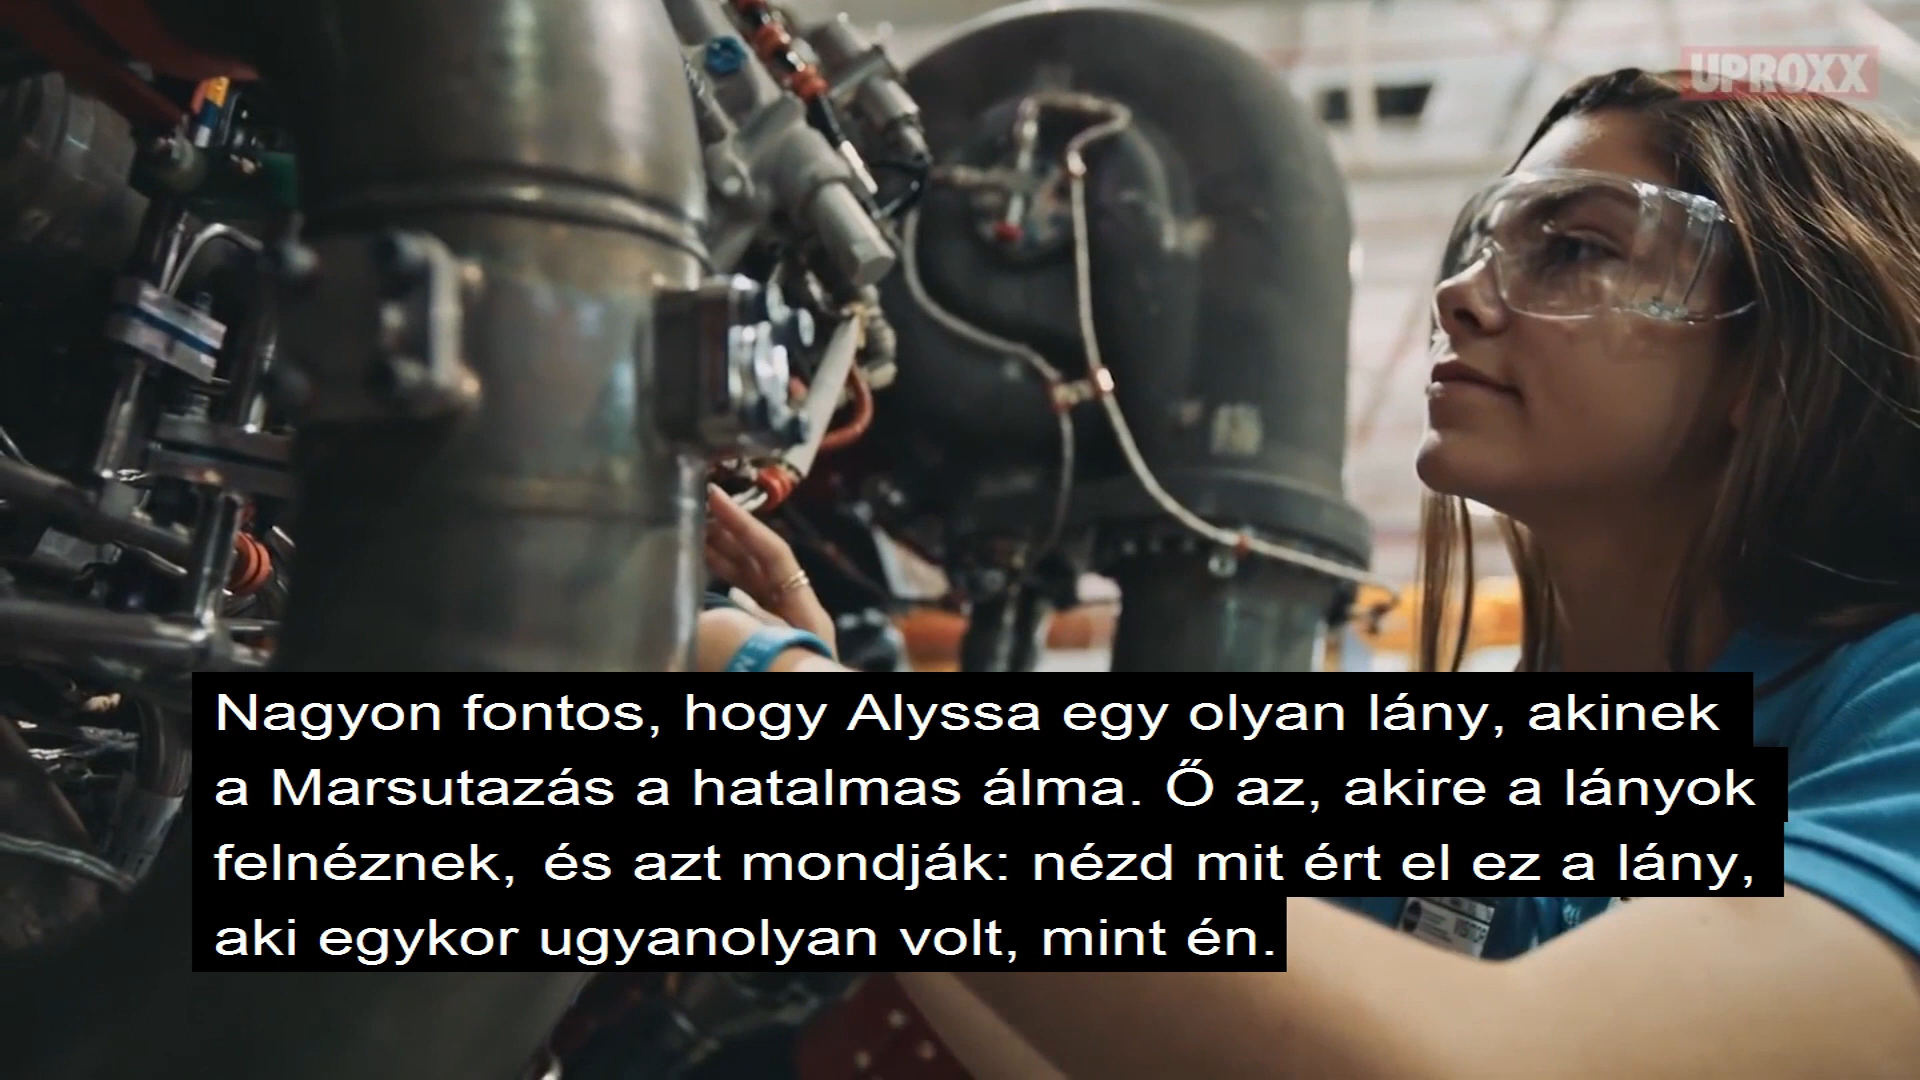 UPROXX
Nagyon fontos, hogy Alyssa egy olyan lány, akinek
a Marsutazás a hatalmas álma. Ő az, akire a lányok
felnéznek, és azt mondják: nézd mit ért el ez a lány,
aki egykor ugyanolyan volt, mint én.
VISITOR